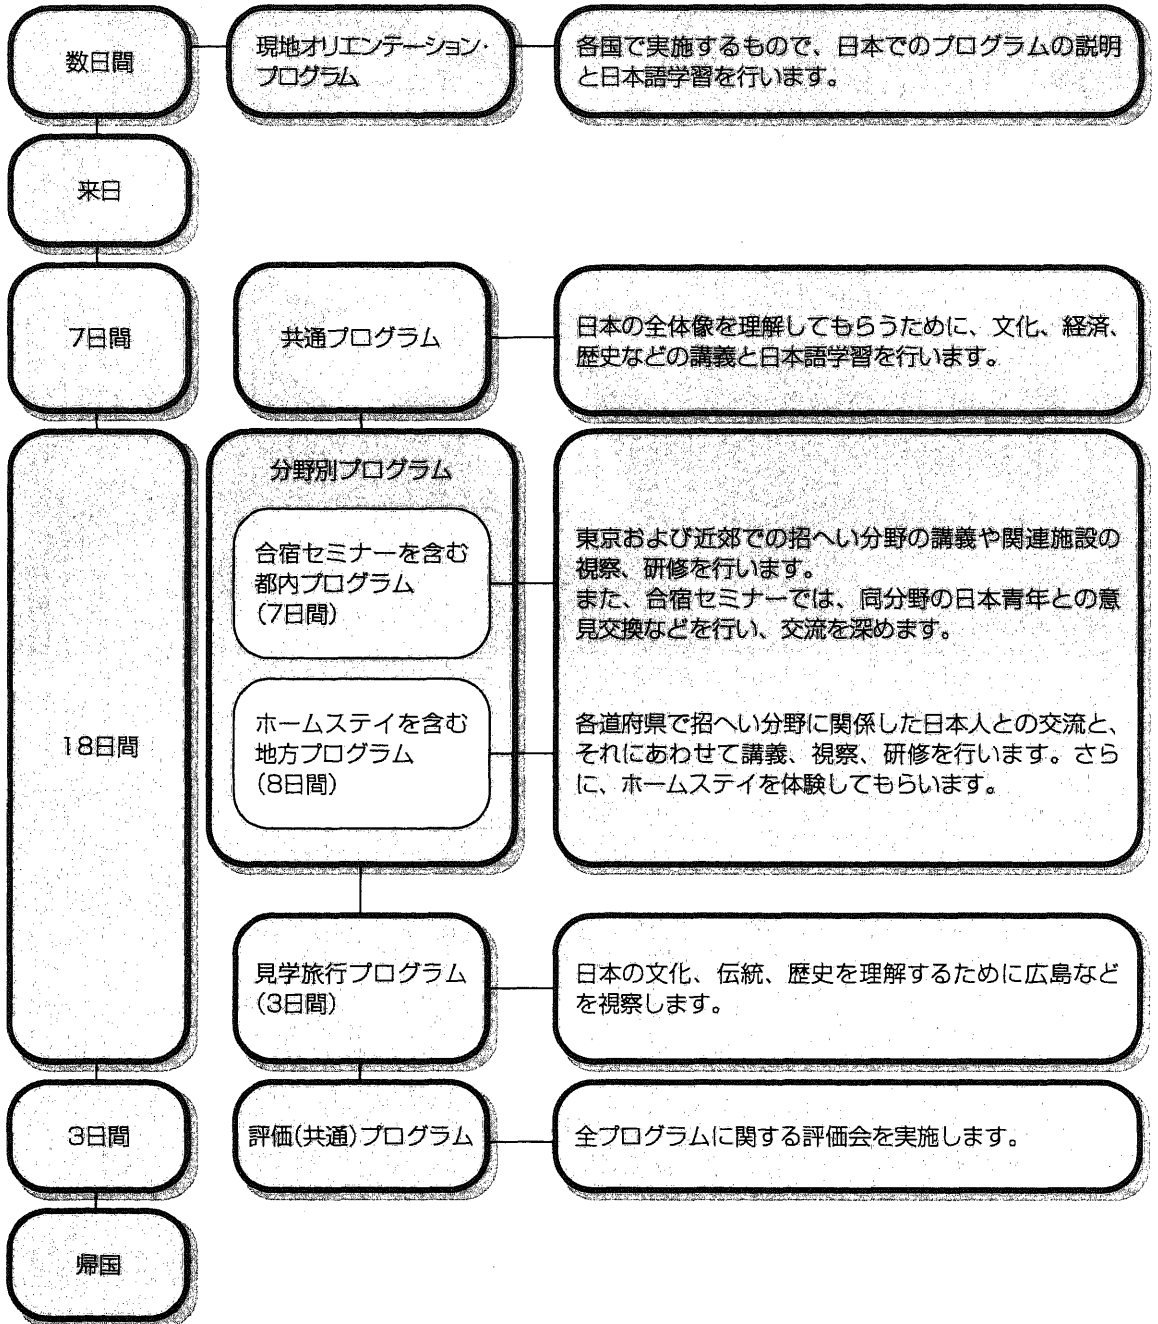 数日間
現地オリエンテーション・
プログラム
各国で実施するもので、日本でのプログラムの説明
と日本語学習を行います。
来日
7日間
共通プログラム
日本の全体像を理解してもらうために、文化、経済、
歴史などの講義と日本語学習を行います。
18日間
分野別プログラム
合宿セミナーを含む
都内プログラム
(7日間)
東京および近郊での招へい分野の講義や関連施設の
視察、研修を行います。
また、合宿セミナーでは、同分野の日本青年との意
見交換などを行い、交流を深めます。
ホームステイを含む
地方プログラム
(8日間)
各道府県で招へい分野に関係した日本人との交流と、
それにあわせて講義、視察、研修を行います。さら
に、ホームステイを体験してもらいます。
見学旅行プログラム
(3日間)
日本の文化、伝統、歴史を理解するために広島など
を視察します。
3日間
評価(共通)プログラム
全プログラムに関する評価会を実施します。
帰国